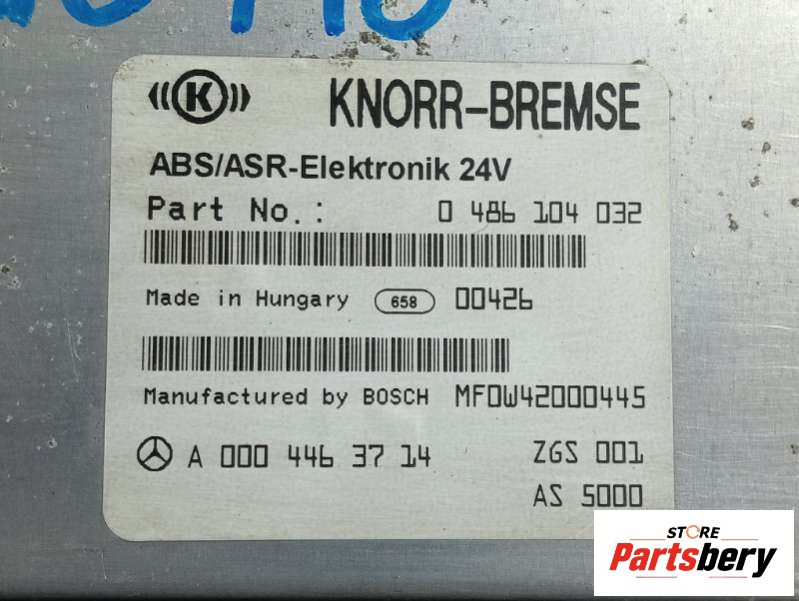 K KNORR-BREMSE
ABS/ASR-Elektronik 24V
Part No.: 0 486 104 032
Made in Hungary 658 00426
Manufactured by BOSCH MF0W42000445
A 000 446 37 14 ZGS 001
AS 5000
STORE
Partsbery